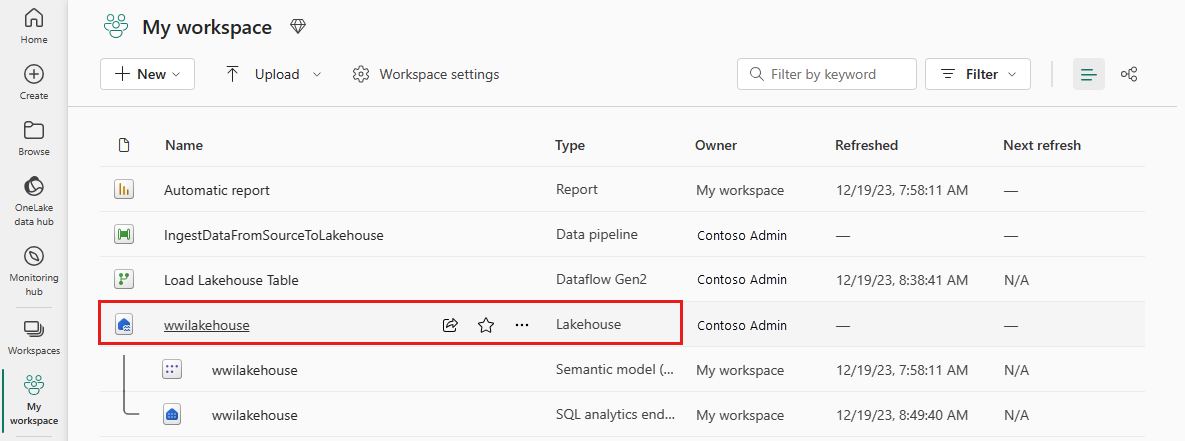 Home
Create
Browse
OneLake
data hub
Monitoring
hub
Workspaces
My
workspace
My workspace
New
Upload
Workspace settings
Filter by keyword
Filter
Name Type Owner Refreshed Next refresh
Automatic report Report My workspace 12/19/23, 7:58:11 AM —
IngestDataFromSourceToLakehouse Data pipeline Contoso Admin — —
Load Lakehouse Table Dataflow Gen2 Contoso Admin 12/19/23, 8:38:41 AM N/A
wwilakehouse ... Lakehouse Contoso Admin — —
wwilakehouse Semantic model (... My workspace 12/19/23, 7:58:11 AM N/A
wwilakehouse SQL analytics end... My workspace 12/19/23, 8:49:40 AM N/A